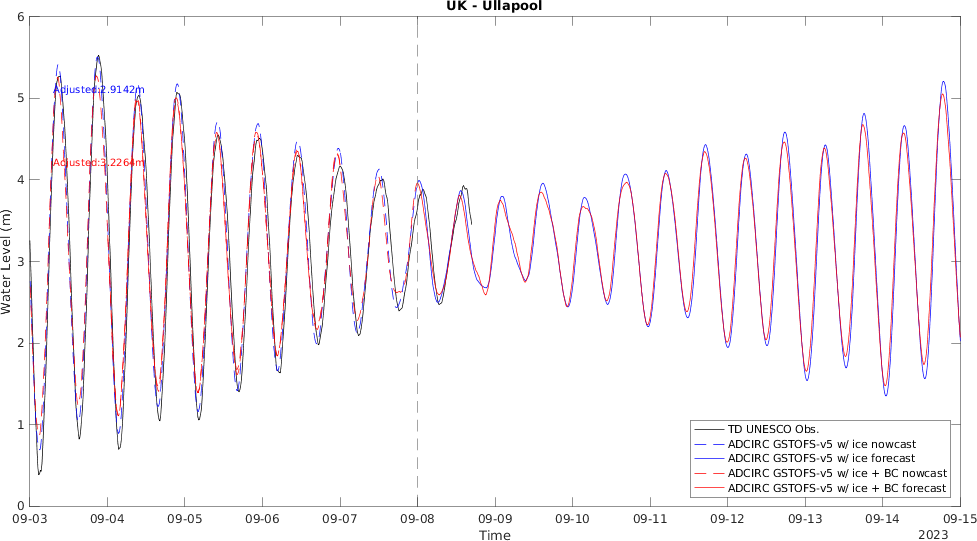 UK - Ullapool
6
5
4
3
2
1
0
Water Level (m)
Adjusted:2.9142m
Adjusted:3.2264m
TD UNESCO Obs.
ADCIRC GSTOFS-v5 w/ ice nowcast
ADCIRC GSTOFS-v5 w/ ice forecast
ADCIRC GSTOFS-v5 w/ ice + BC nowcast
ADCIRC GSTOFS-v5 w/ ice + BC forecast
09-03 09-04 09-05 09-06 09-07 09-08 09-09 09-10 09-11 09-12 09-13 09-14 09-15
Time
2023